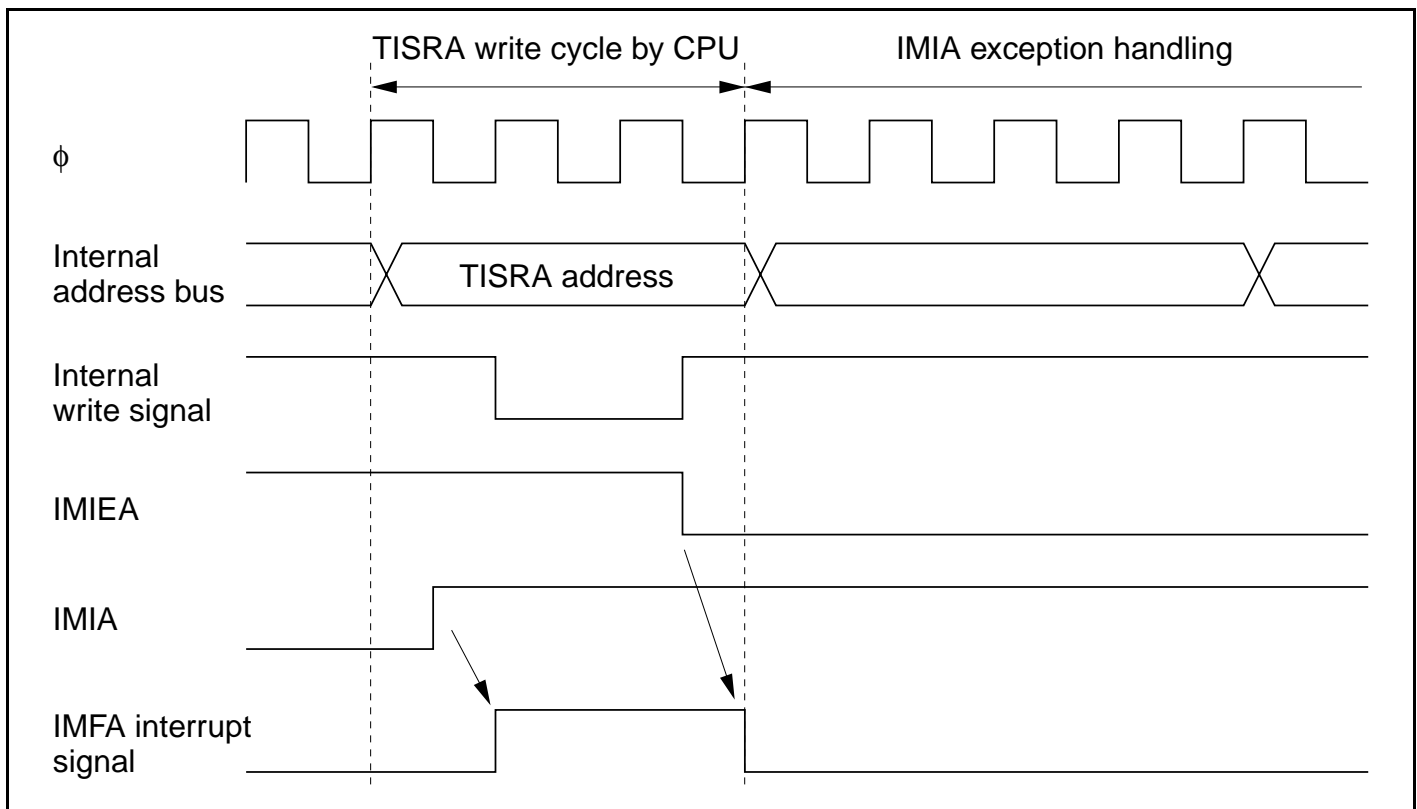 TISRA write cycle by CPU
IMIA exception handling
ϕ
Internal
address bus
TISRA address
Internal
write signal
IMIEA
IMIA
IMFA interrupt
signal